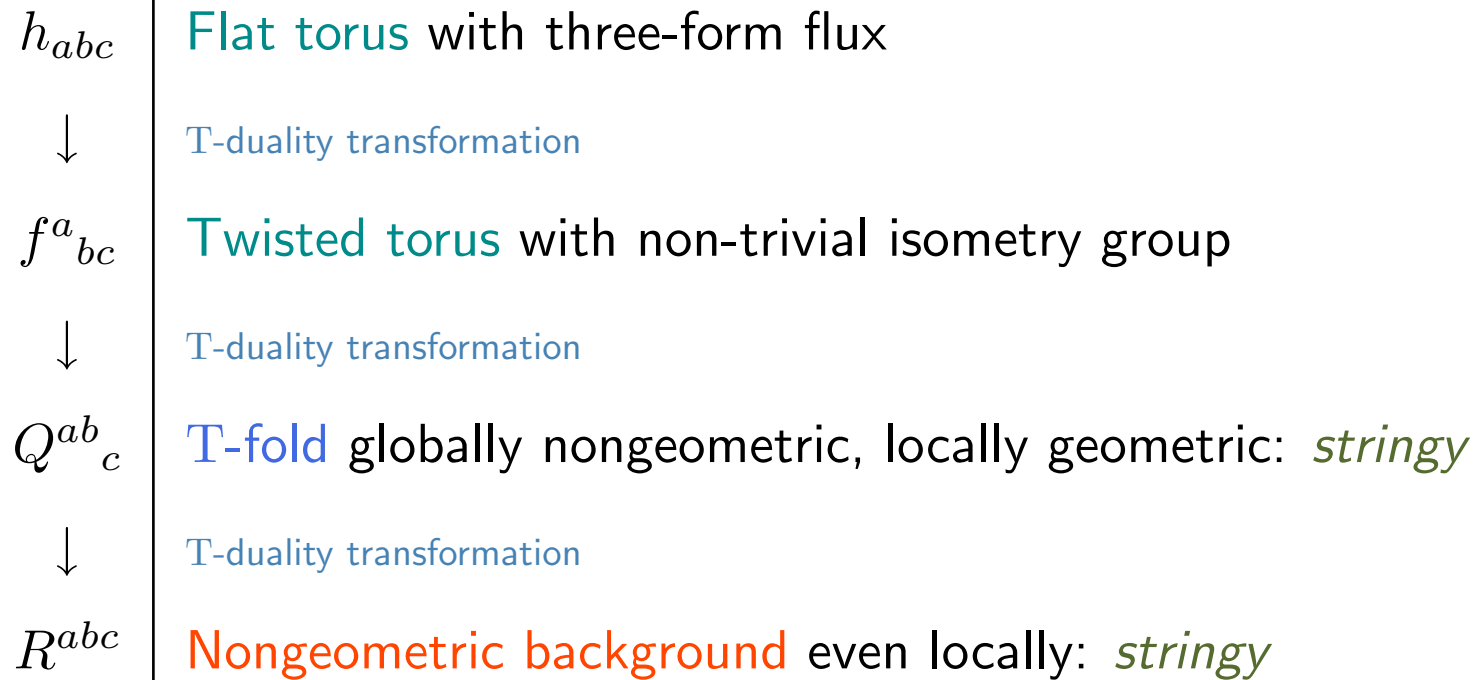 h_{abc} Flat torus with three-form flux
↓ T-duality transformation
f^a_{bc} Twisted torus with non-trivial isometry group
↓ T-duality transformation
Q^{ab}_c T-fold globally nongeometric, locally geometric: stringy
↓ T-duality transformation
R^{abc} Nongeometric background even locally: stringy